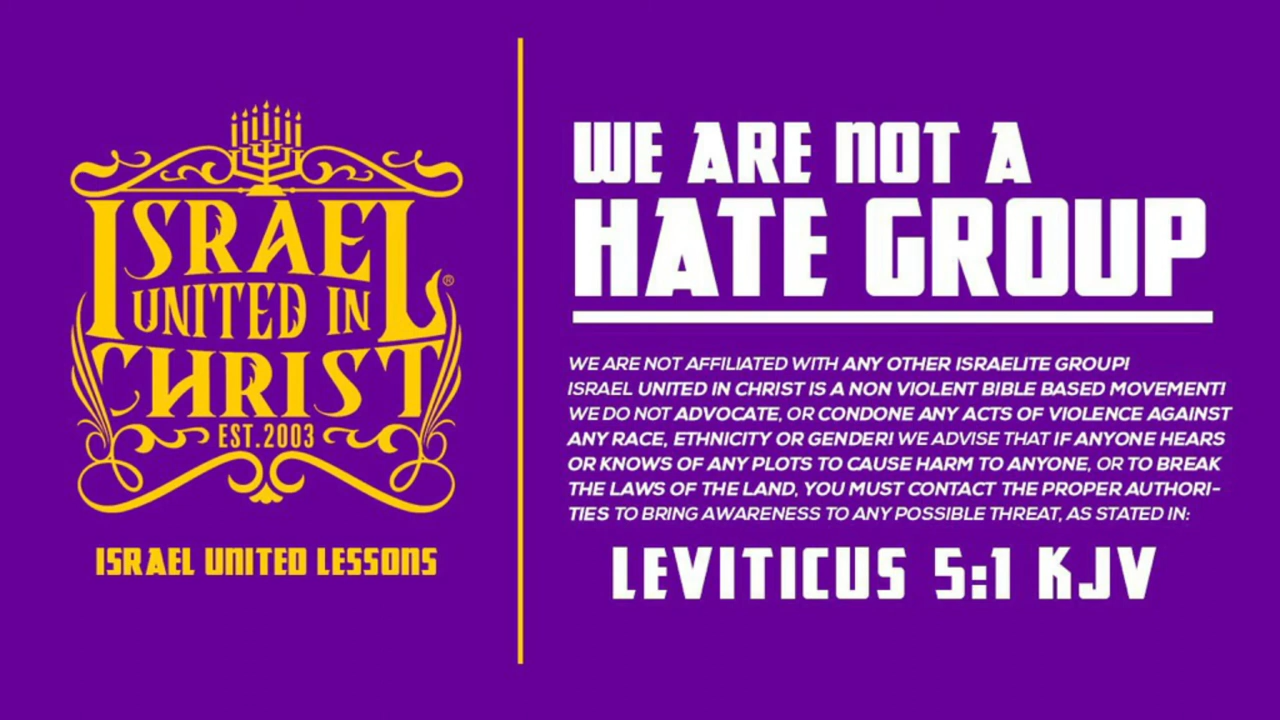 ISRAEL
UNITED IN
CHRIST
®
EST.2003
ISRAEL UNITED LESSONS
WE ARE NOT A
HATE GROUP
WE ARE NOT AFFILIATED WITH ANY OTHER ISRAELITE GROUP!
ISRAEL UNITED IN CHRIST IS A NON VIOLENT BIBLE BASED MOVEMENT!
WE DO NOT ADVOCATE, OR CONDONE ANY ACTS OF VIOLENCE AGAINST
ANY RACE, ETHNICITY OR GENDER! WE ADVISE THAT IF ANYONE HEARS
OR KNOWS OF ANY PLOTS TO CAUSE HARM TO ANYONE, OR TO BREAK
THE LAWS OF THE LAND, YOU MUST CONTACT THE PROPER AUTHORI-
TIES TO BRING AWARENESS TO ANY POSSIBLE THREAT, AS STATED IN:
LEVITICUS 5:1 KJV